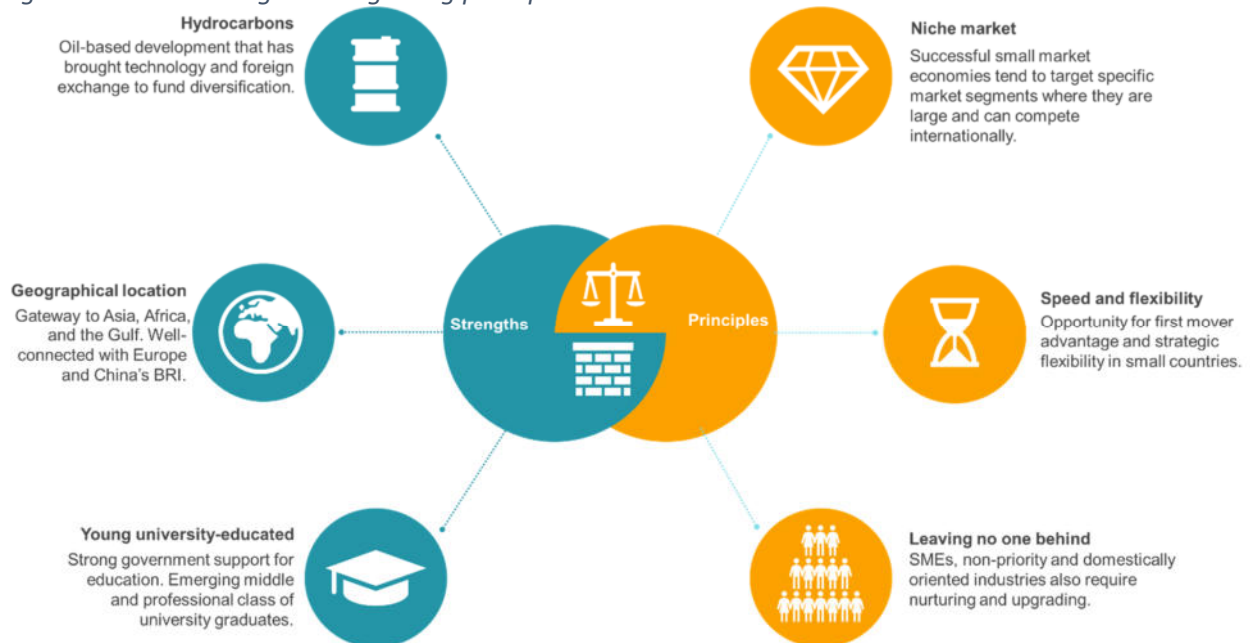 Hydrocarbons
Oil-based development that has
brought technology and foreign
exchange to fund diversification.
Niche market
Successful small market
economies tend to target specific
market segments where they are
large and can compete
internationally.
Geographical location
Gateway to Asia, Africa,
and the Gulf. Well-
connected with Europe
and China's BRI.
Strengths
Principles
Speed and flexibility
Opportunity for first mover
advantage and strategic
flexibility in small countries.
Young university-educated
Strong government support for
education. Emerging middle
and professional class of
university graduates.
Leaving no one behind
SMEs, non-priority and domestically
oriented industries also require
nurturing and upgrading.